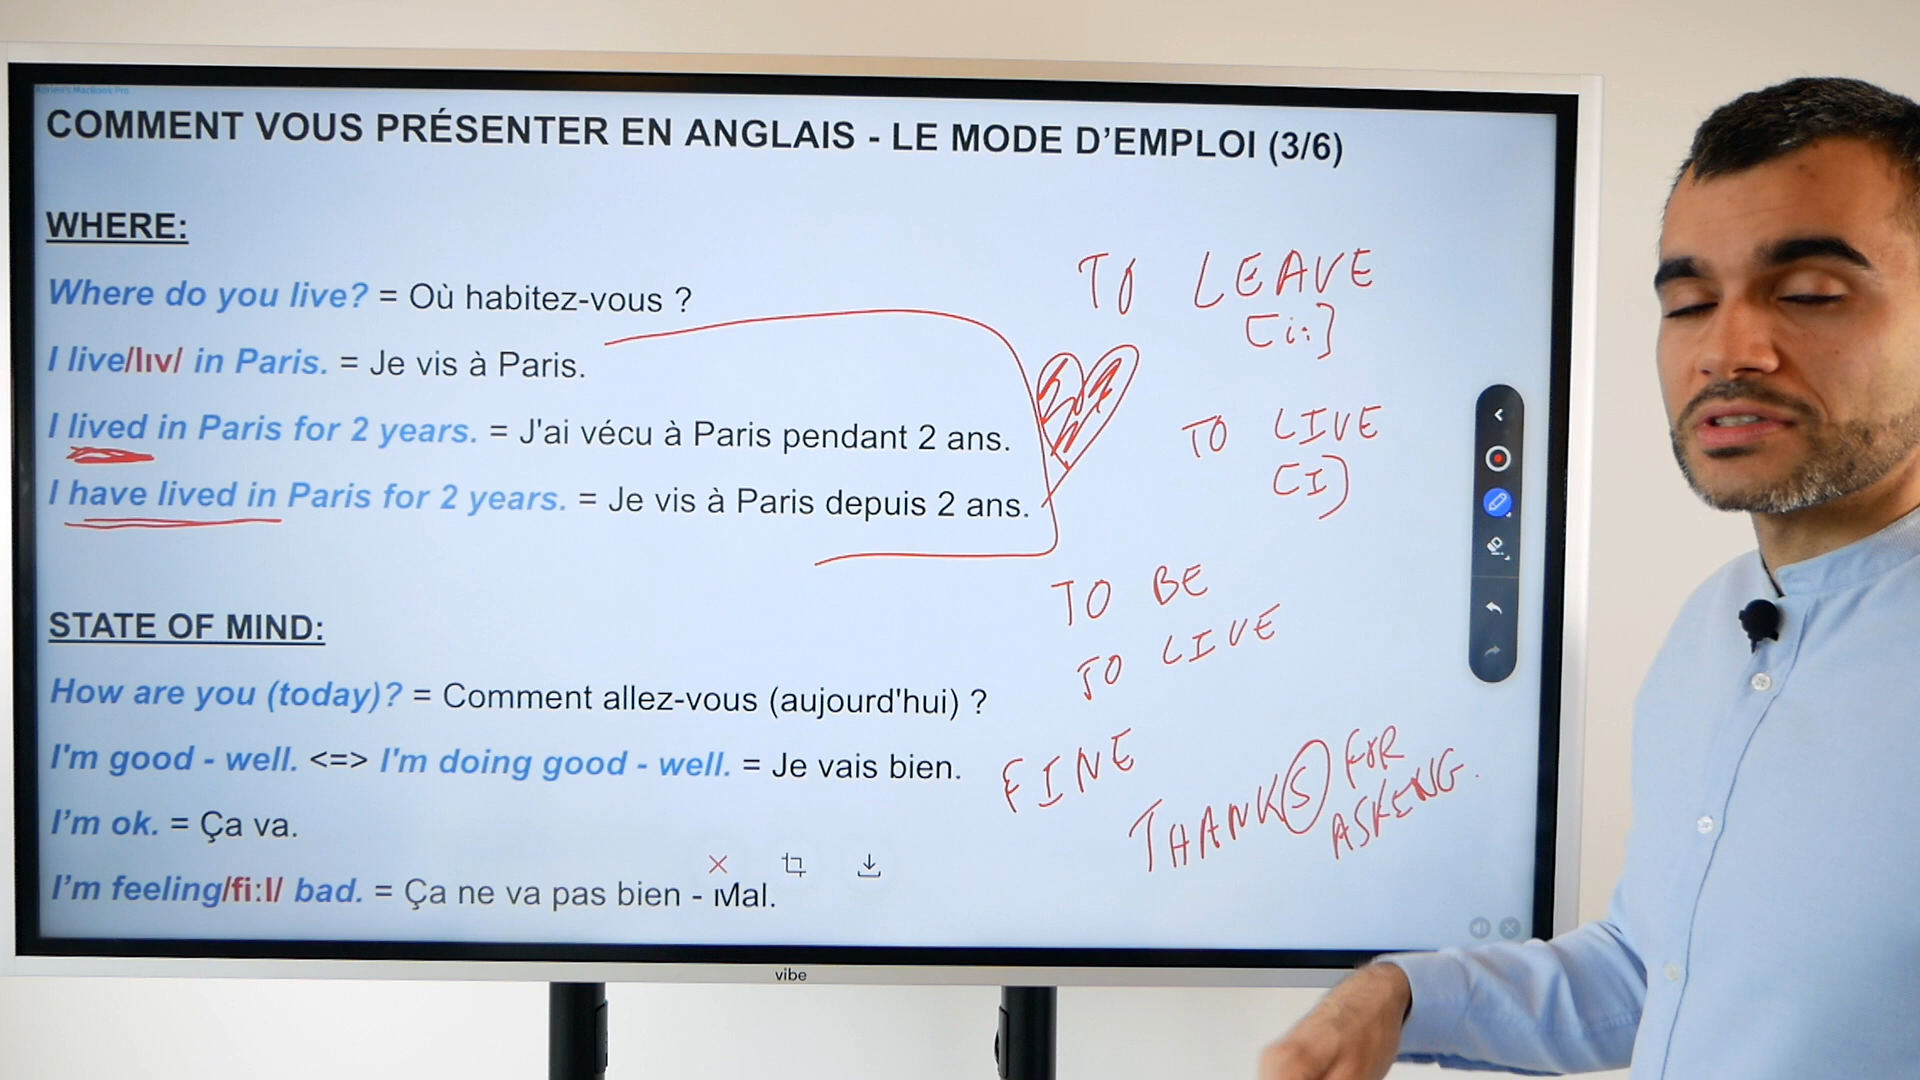 Adrien's MacBook Pro
COMMENT VOUS PRÉSENTER EN ANGLAIS - LE MODE D’EMPLOI (3/6)
WHERE:
Where do you live? = Où habitez-vous ?
I live/lıv/ in Paris. = Je vis à Paris.
I lived in Paris for 2 years. = J'ai vécu à Paris pendant 2 ans.
I have lived in Paris for 2 years. = Je vis à Paris depuis 2 ans.
TO LEAVE
[i:]
TO LIVE
[I]
TO BE
TO LIVE
STATE OF MIND:
How are you (today)? = Comment allez-vous (aujourd'hui) ?
I'm good - well. <=> I'm doing good - well. = Je vais bien.
FINE
THANKS FOR
ASKING.
I’m ok. = Ça va.
I’m feeling/fi:l/ bad. = Ça ne va pas bien - Mal.
vibe